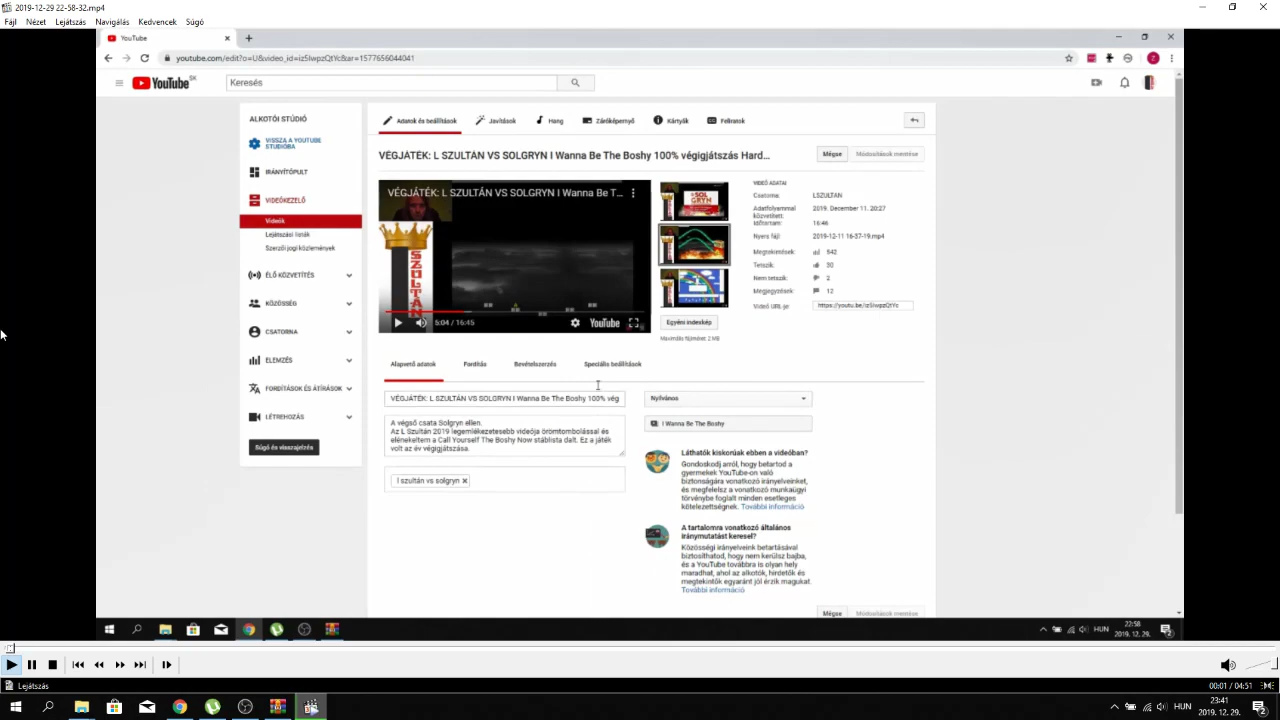 2019-12-29 22-58-32.mp4
Fájl Nézet Lejátszás Navigálás Kedvencek Súgó
YouTube
youtube.com/edit?o=U&video_id=iz5IwpzQtYc&ar=1577656044041
Z
YouTube SK
Keresés
ALKOTÓI STÚDIÓ
VISSZA A YOUTUBE
STUDIÓBA
IRÁNYÍTÓPULT
VIDEÓKEZELŐ
Videók
Lejátszási listák
Szerzői jogi közlemények
ÉLŐ KÖZVETÍTÉS
KÖZÖSSÉG
CSATORNA
ELEMZÉS
FORDÍTÁSOK ÉS ÁTÍRÁSOK
LÉTREHOZÁS
Súgó és visszajelzés
Adatok és beállítások
Javítások
Hang
Záróképernyő
Kártyák
Feliratok
VÉGJÁTÉK: L SZULTÁN VS SOLGRYN I Wanna Be The Boshy 100% végigjátszás Hard...
Mégse
Módosítások mentése
VÉGJÁTÉK: L SZULTÁN VS SOLGRYN I Wanna Be The T...
SZULTÁN
5:04 / 16:45
YouTube
SOL
GRYN
Egyéni indexkép
Maximális fájlméret: 2 MB
VIDEÓ ADATAI
Csatorna: LSZULTAN
Adatfolyammal
közvetített: 2019. December 11. 20:27
Időtartam: 16:46
Nyers fájl: 2019-12-11 16-37-19.mp4
Megtekintések: 542
Tetszik: 30
Nem tetszik: 2
Megjegyzések: 12
Videó URL-je: https://youtu.be/iz5IwpzQtYc
Alapvető adatok
Fordítás
Bevételszerzés
Speciális beállítások
VÉGJÁTÉK: L SZULTÁN VS SOLGRYN I Wanna Be The Boshy 100% vég
A végső csata Solgryn ellen.
Az L Szultán 2019 legemlékezetesebb videója örömtombolással és
elénekeltem a Call Yourself The Boshy Now stáblista dalt. Ez a játék
volt az év végigjátszása.
l szultán vs solgryn
Nyilvános
I Wanna Be The Boshy
Láthatók kiskorúak ebben a videóban?
Gondoskodj arról, hogy betartod a
gyermekek YouTube-on való
biztonságára vonatkozó irányelveinket,
és megfelelsz a vonatkozó munkaügyi
törvénybe foglalt minden esetleges
kötelezettségnek. További információ
A tartalomra vonatkozó általános
iránymutatást keresel?
Közösségi irányelveink betartásával
biztosíthatod, hogy nem kerülsz bajba,
és a YouTube továbbra is olyan hely
maradhat, ahol az alkotók, hirdetők és
megtekintők egyaránt jól érzik magukat.
További információ
Mégse
Módosítások mentése
HUN
22:58
2019. 12. 29.
2
Lejátszás
00:01 / 04:51
HUN
23:41
2019. 12. 29.
2